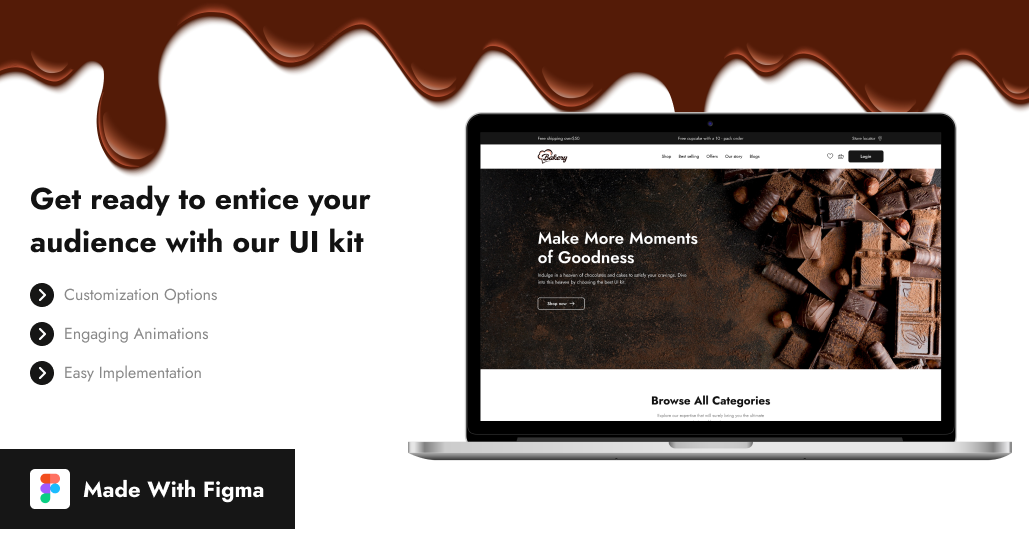 Get ready to entice your
audience with our UI kit
Customization Options
Engaging Animations
Easy Implementation
Made With Figma
Free shipping over$50
Free cupcake with a 10 - pack order
Store locator
Bakery
Shop
Best selling
Offers
Our story
Blogs
Login
Make More Moments
of Goodness
Indulge in a heaven of chocolates and cakes to satisfy your cravings. Dive
into this heaven by choosing the best UI kit
Shop now
Browse All Categories
Explore our expertise that will surely bring you the ultimate